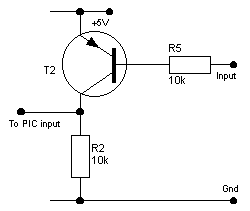 +5V
T2
R5
10k
Input
To PIC input
R2
10k
Gnd